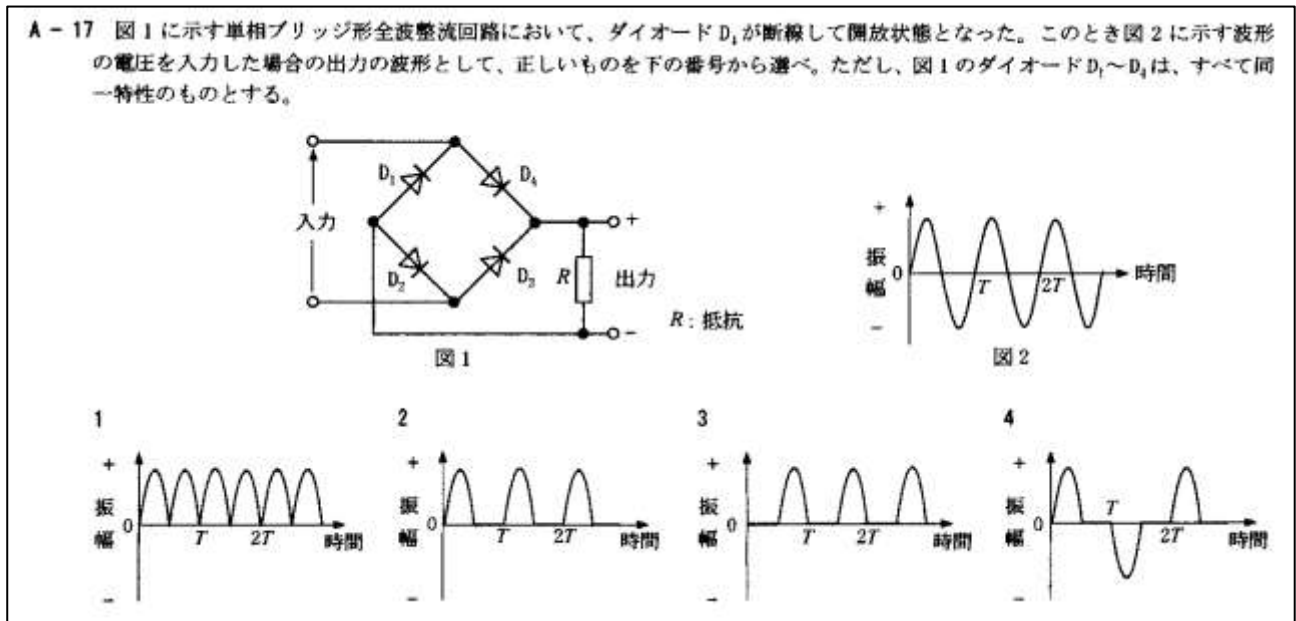 A - 17 図1に示す単相ブリッジ形全波整流回路において、ダイオード D₁が断線して開放状態となった。このとき図2に示す波形
の電圧を入力した場合の出力の波形として、正しいものを下の番号から選べ。ただし、図1のダイオードD₁～D₄は、すべて同
一特性のものとする。
D₁
D₄
入力
D₂
D₃
R
+
出力
-
R：抵抗
図1
+
振
0
幅
-
T
2T
時間
図2
1
+
振
0
幅
-
T
2T
時間
2
+
振
0
幅
-
T
2T
時間
3
+
振
0
幅
-
T
2T
時間
4
+
振
0
幅
-
T
2T
時間